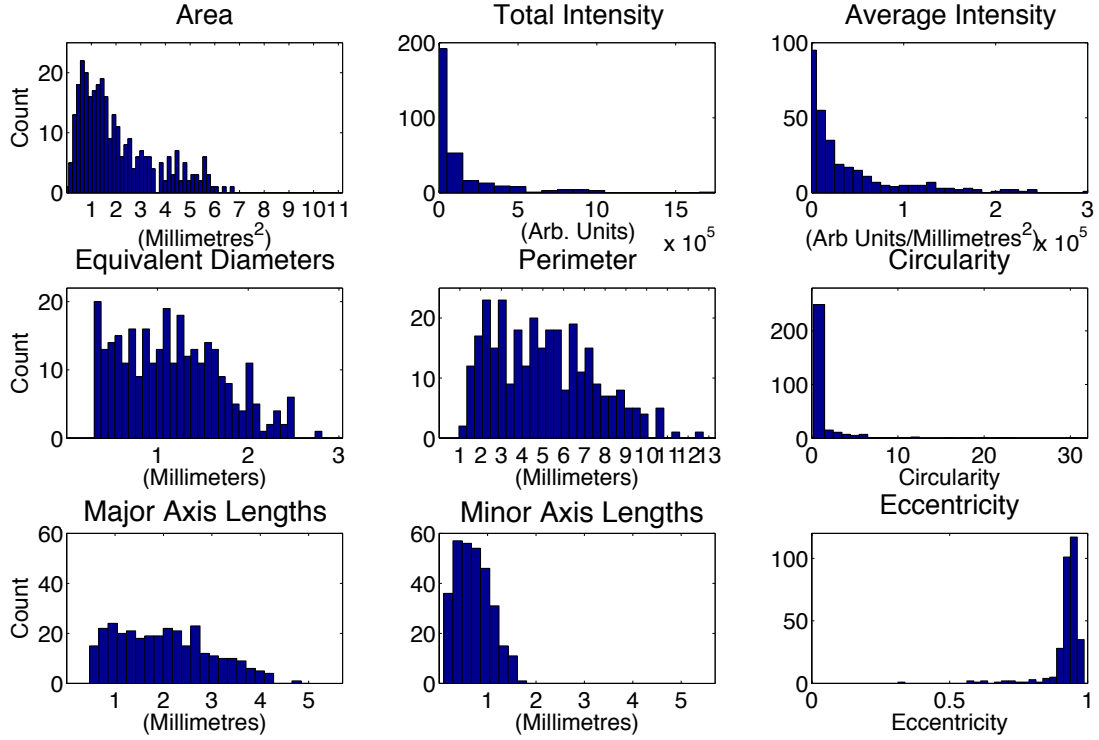 Area
Total Intensity
Average Intensity
Count
20
10
0
1 2 3 4 5 6 7 8 9 10 11
(Millimetres²)
200
100
0
0 5 10 15
(Arb. Units)
x 10⁵
100
50
0
0 1 2 3
(Arb Units/Millimetres²)
x 10⁵
Equivalent Diameters
Perimeter
Circularity
Count
20
10
0
1 2 3
(Millimeters)
20
10
0
1 2 3 4 5 6 7 8 9 10 11 12 13
(Millimeters)
200
100
0
0 10 20 30
Circularity
Major Axis Lengths
Minor Axis Lengths
Eccentricity
Count
60
40
20
0
1 2 3 4 5
(Millimetres)
60
40
20
0
1 2 3 4 5
(Millimetres)
100
50
0
0 0.5 1
Eccentricity